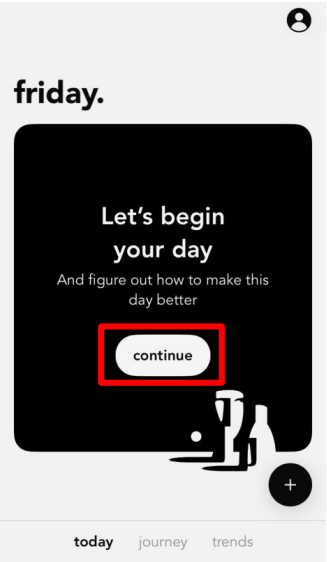 friday.
Let's begin
your day
And figure out how to make this
day better
continue
+
today journey trends